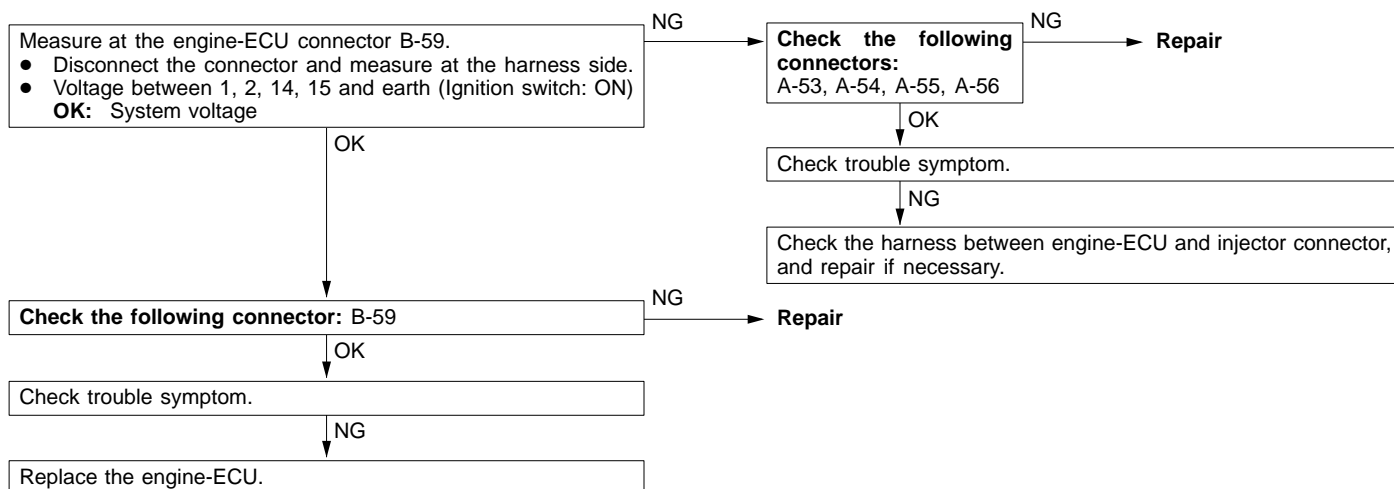 Measure at the engine-ECU connector B-59.
● Disconnect the connector and measure at the harness side.
● Voltage between 1, 2, 14, 15 and earth (Ignition switch: ON)
OK: System voltage
NG
Check the following
connectors:
A-53, A-54, A-55, A-56
NG
Repair
OK
Check trouble symptom.
NG
Check the harness between engine-ECU and injector connector,
and repair if necessary.
OK
Check the following connector: B-59
NG
Repair
OK
Check trouble symptom.
NG
Replace the engine-ECU.